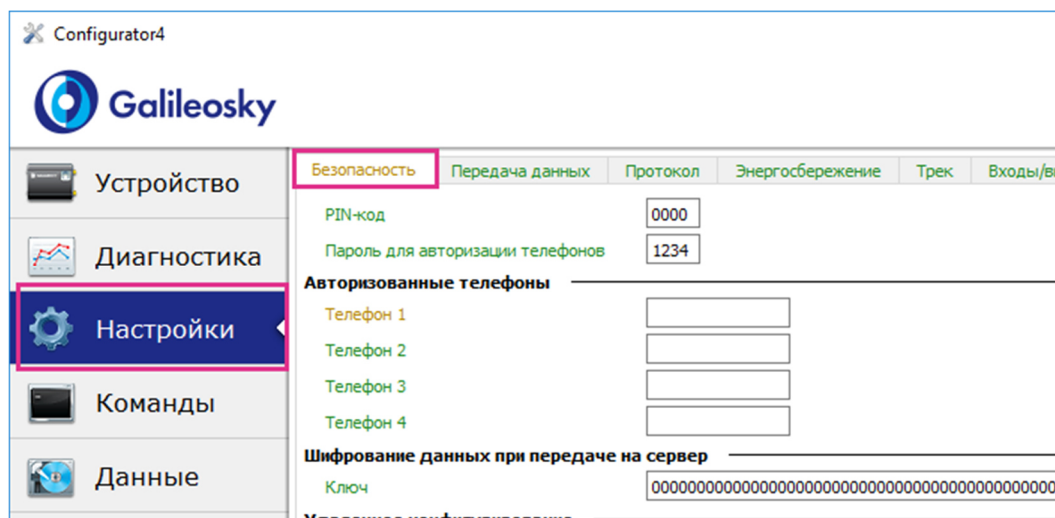 Configurator4
Galileosky
Устройство
Диагностика
Настройки
Команды
Данные
Безопасность Передача данных Протокол Энергосбережение Трек Входы/в
PIN-код 0000
Пароль для авторизации телефонов 1234
Авторизованные телефоны
Телефон 1
Телефон 2
Телефон 3
Телефон 4
Шифрование данных при передаче на сервер
Ключ 00000000000000000000000000000000000000000000000000